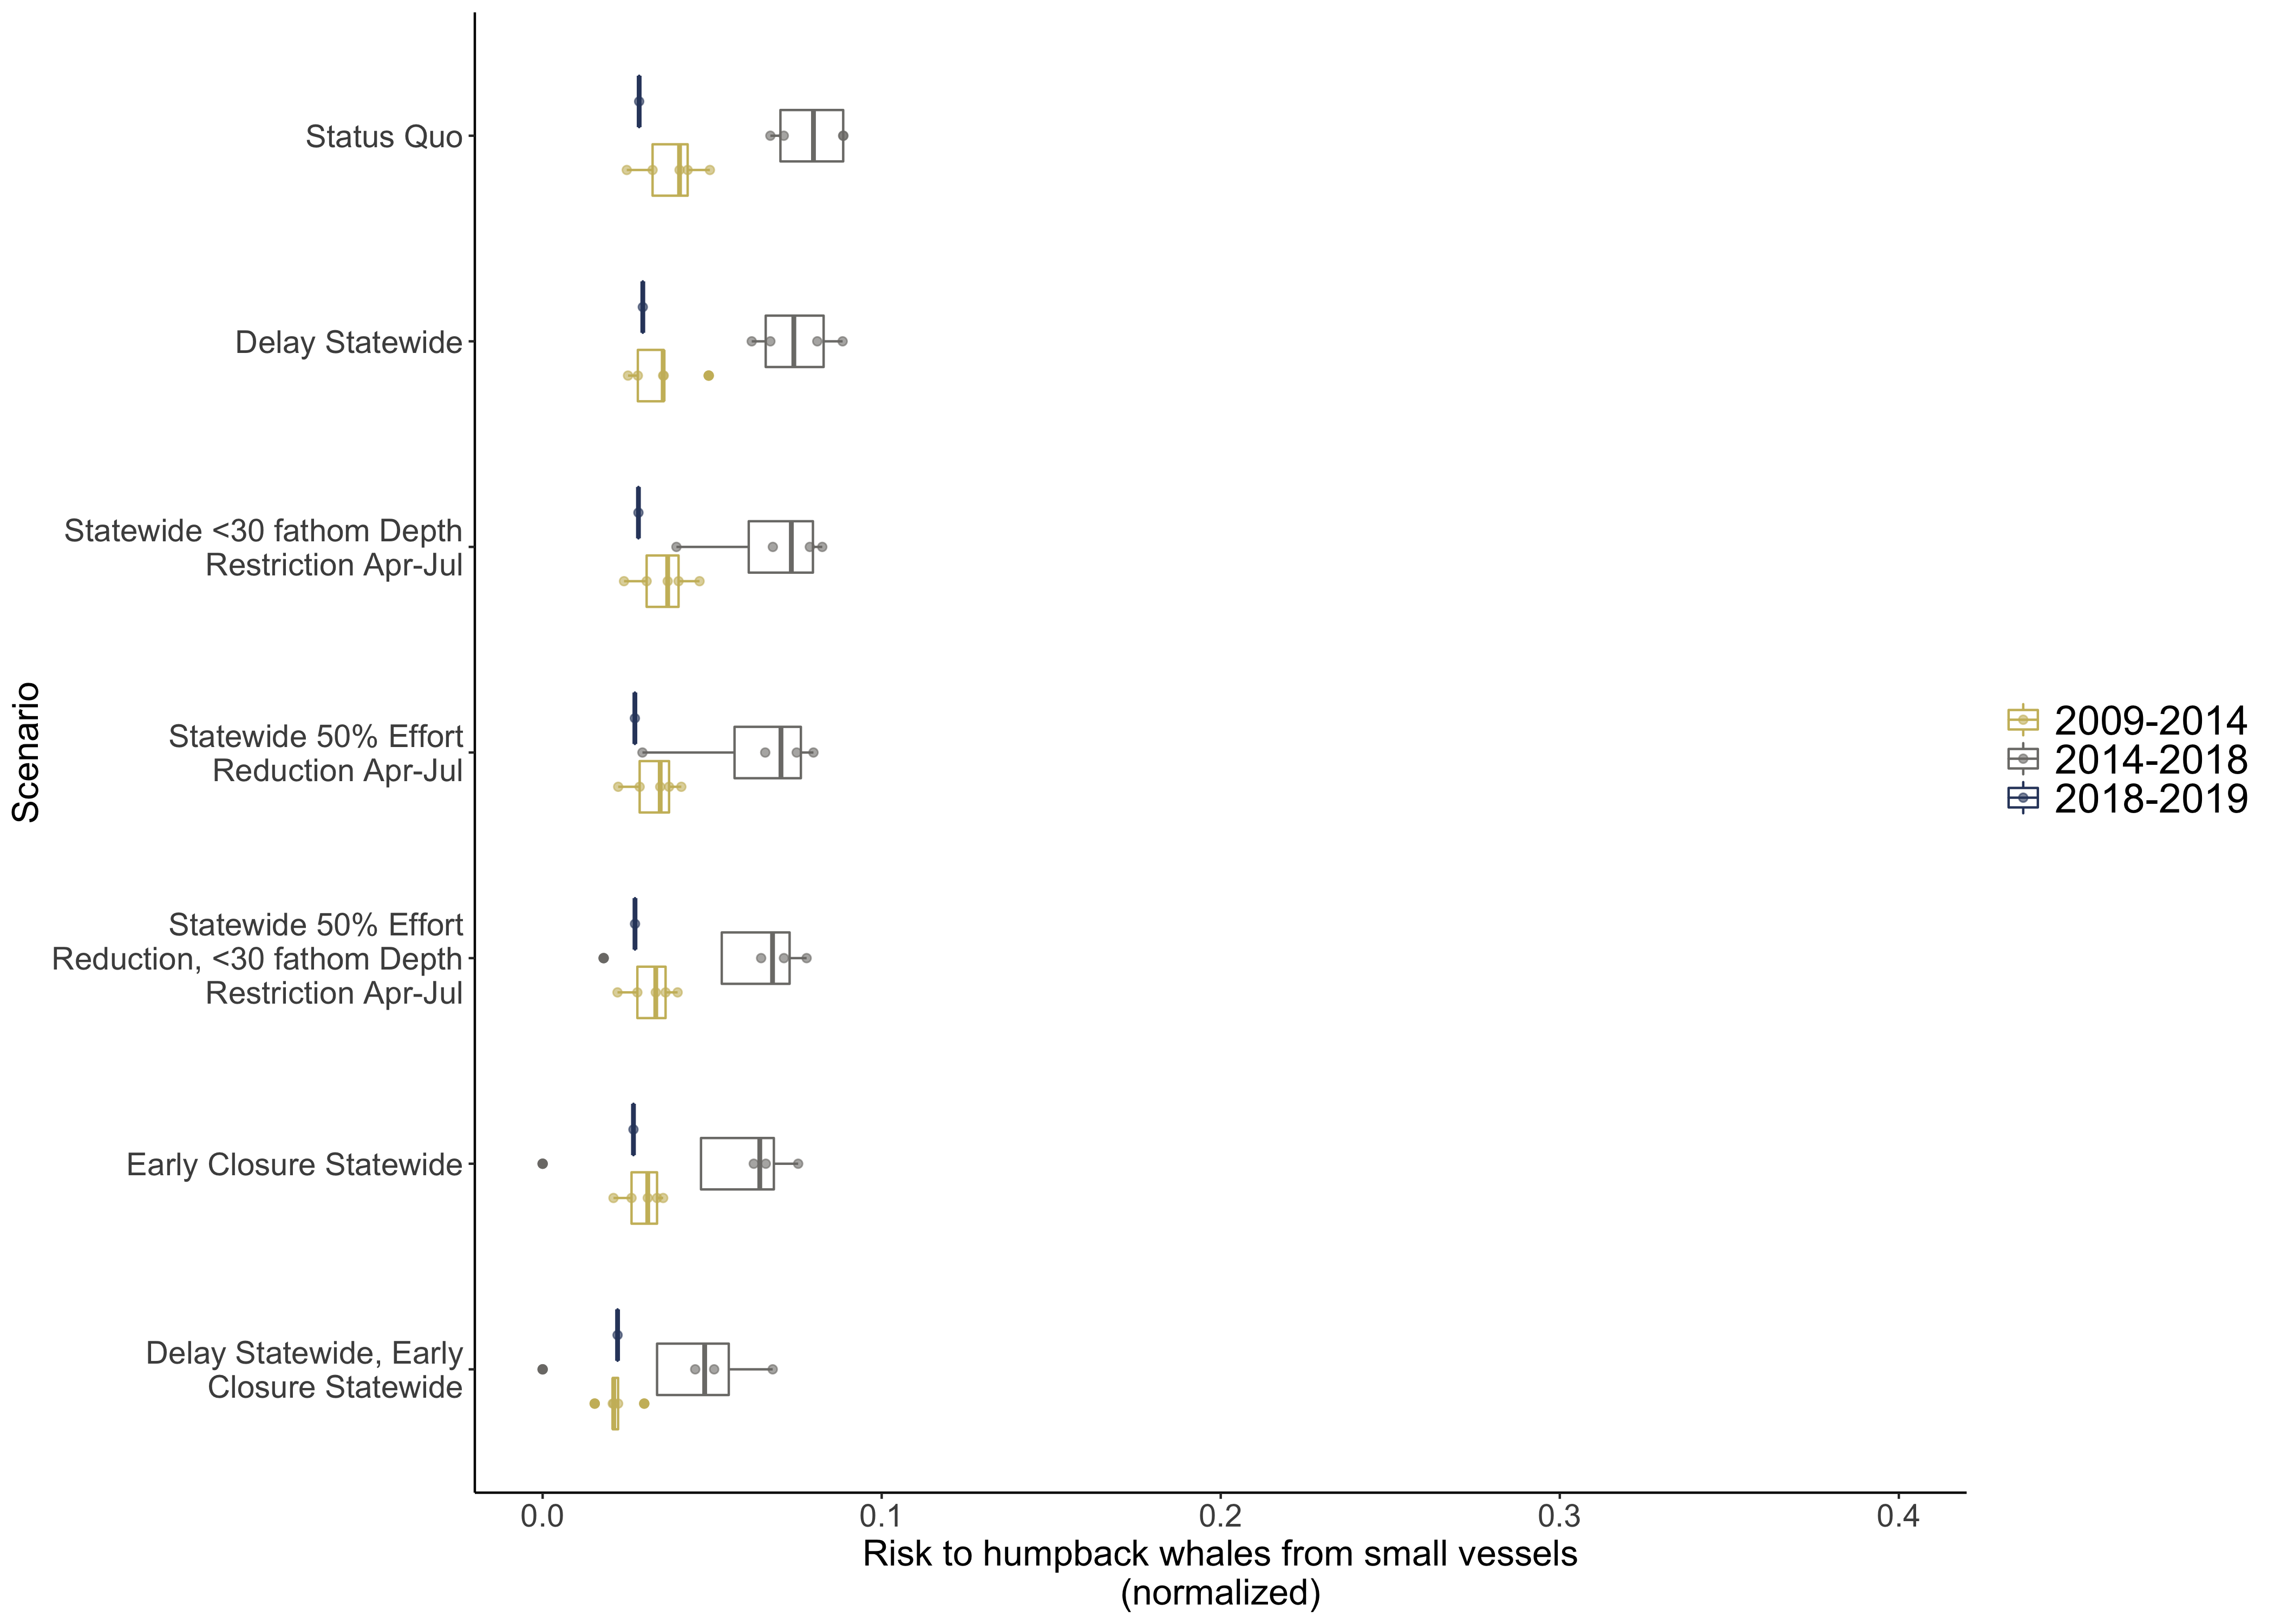 Status Quo
Delay Statewide
Statewide <30 fathom Depth
Restriction Apr-Jul
Statewide 50% Effort
Reduction Apr-Jul
Statewide 50% Effort
Reduction, <30 fathom Depth
Restriction Apr-Jul
Early Closure Statewide
Delay Statewide, Early
Closure Statewide
Scenario
0.0
0.1
0.2
0.3
0.4
Risk to humpback whales from small vessels
(normalized)
2009-2014
2014-2018
2018-2019